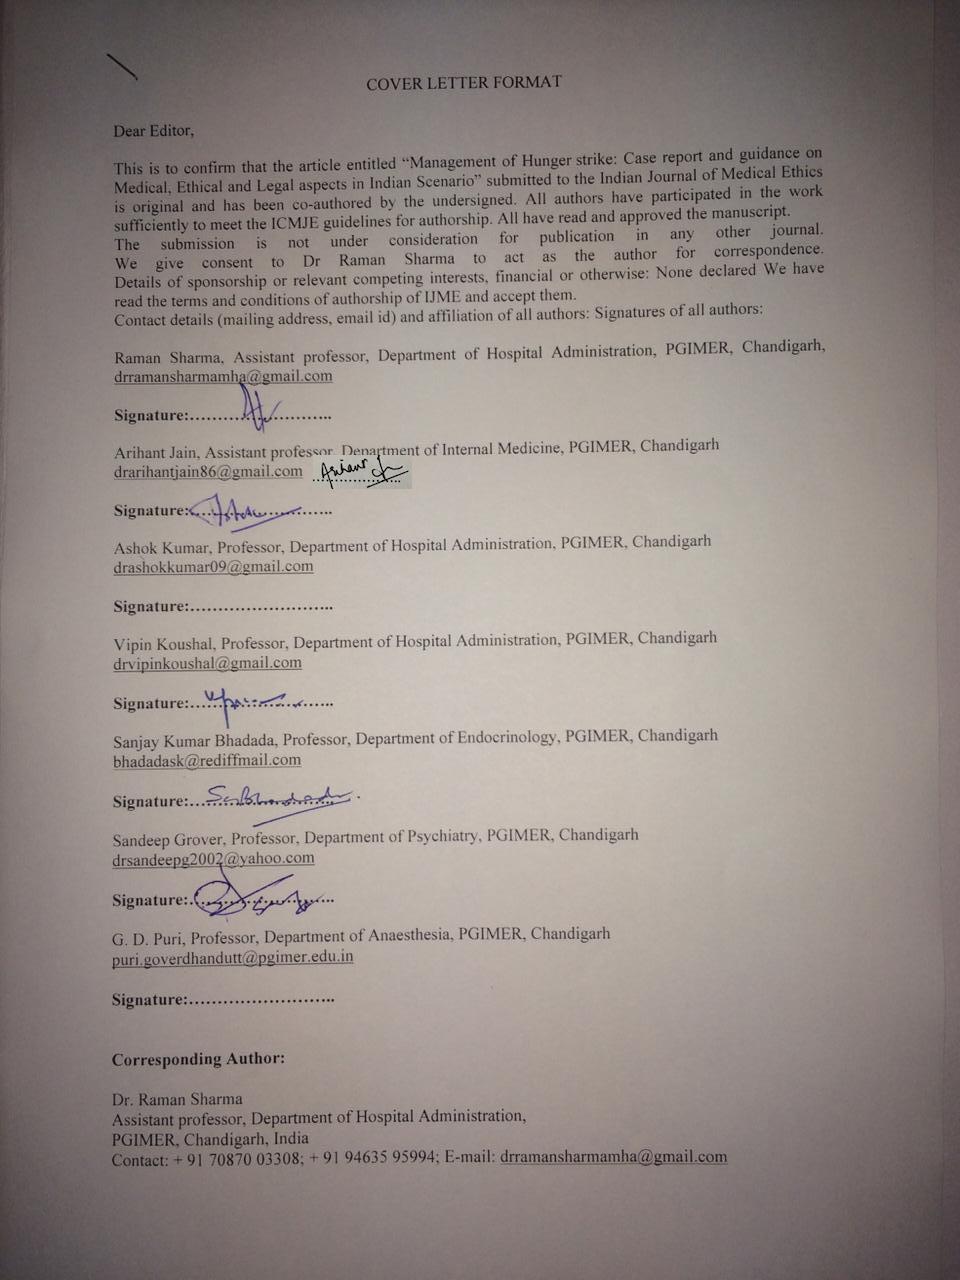 COVER LETTER FORMAT
Dear Editor,
This is to confirm that the article entitled “Management of Hunger strike: Case report and guidance on
Medical, Ethical and Legal aspects in Indian Scenario” submitted to the Indian Journal of Medical Ethics
is original and has been co-authored by the undersigned. All authors have participated in the work
sufficiently to meet the ICMJE guidelines for authorship. All have read and approved the manuscript.
The submission is not under consideration for publication in any other journal.
We give consent to Dr Raman Sharma to act as the author for correspondence.
Details of sponsorship or relevant competing interests, financial or otherwise: None declared We have
read the terms and conditions of authorship of IJME and accept them.
Contact details (mailing address, email id) and affiliation of all authors: Signatures of all authors:
Raman Sharma, Assistant professor, Department of Hospital Administration, PGIMER, Chandigarh,
drramansharmamha@gmail.com
Signature:...........................
Arihant Jain, Assistant professor, Department of Internal Medicine, PGIMER, Chandigarh
drarihantjain86@gmail.com Arihant
Signature:...........................
Ashok Kumar, Professor, Department of Hospital Administration, PGIMER, Chandigarh
drashokkumar09@gmail.com
Signature:...........................
Vipin Koushal, Professor, Department of Hospital Administration, PGIMER, Chandigarh
drvipinkoushal@gmail.com
Signature:...........................
Sanjay Kumar Bhadada, Professor, Department of Endocrinology, PGIMER, Chandigarh
bhadadask@rediffmail.com
Signature:...........................
Sandeep Grover, Professor, Department of Psychiatry, PGIMER, Chandigarh
drsandeepg2002@yahoo.com
Signature:...........................
G. D. Puri, Professor, Department of Anaesthesia, PGIMER, Chandigarh
puri.goverdhandutt@pgimer.edu.in
Signature:...........................
Corresponding Author:
Dr. Raman Sharma
Assistant professor, Department of Hospital Administration,
PGIMER, Chandigarh, India
Contact: + 91 70870 03308; + 91 94635 95994; E-mail: drramansharmamha@gmail.com